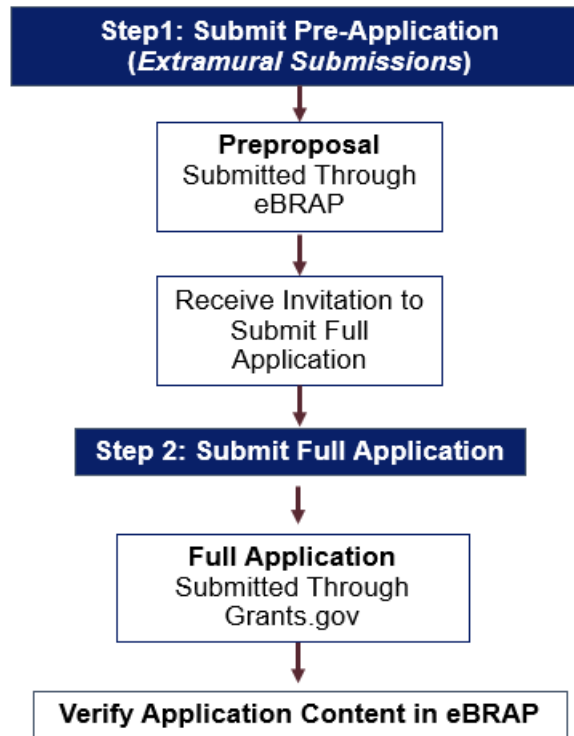 Step1: Submit Pre-Application
(Extramural Submissions)
Preproposal
Submitted Through
eBRAP
Receive Invitation to
Submit Full
Application
Step 2: Submit Full Application
Full Application
Submitted Through
Grants.gov
Verify Application Content in eBRAP